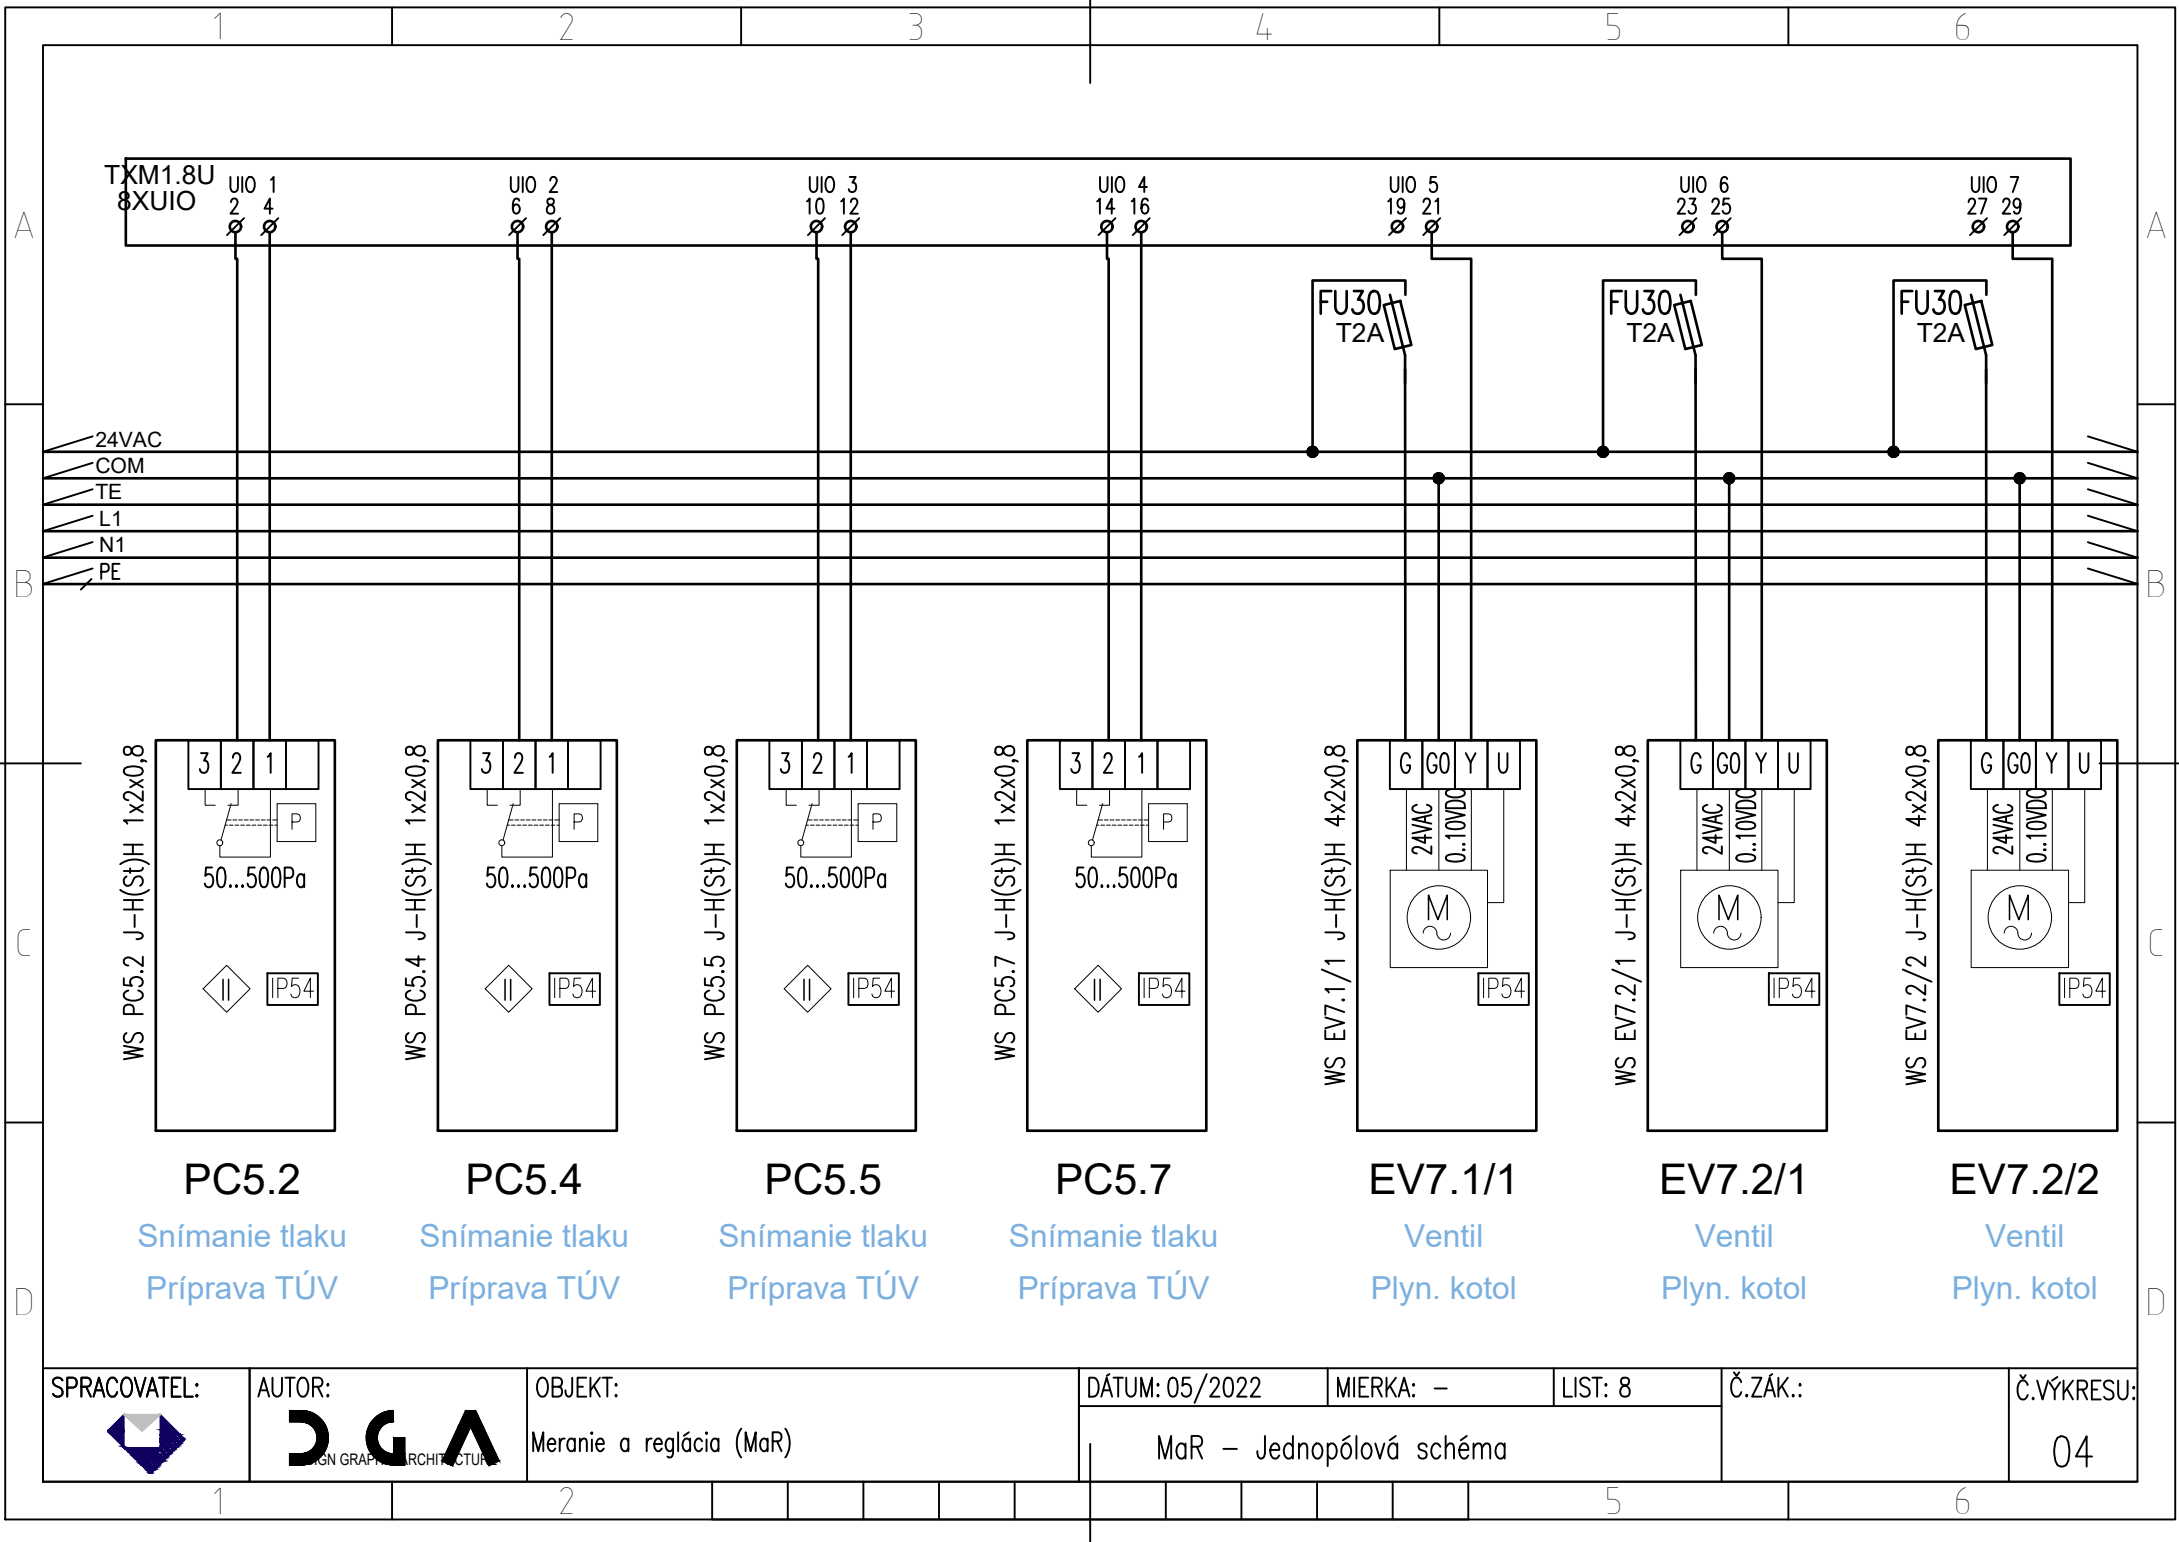 1 2 3 4 5 6
TXM1.8U
8XUIO
UIO 1 UIO 2 UIO 3 UIO 4 UIO 5 UIO 6 UIO 7
2 4 6 8 10 12 14 16 19 21 23 25 27 29
A A
FU30 FU30 FU30
T2A T2A T2A
24VAC
COM
TE
L1
N1
PE
B B
3 2 1 3 2 1 3 2 1 3 2 1 G G0 Y U G G0 Y U G G0 Y U
P P P P
24VAC 0..10VDC 24VAC 0..10VDC 24VAC 0..10VDC
50...500Pa 50...500Pa 50...500Pa 50...500Pa
M M M
WS PC5.2 J-H(St)H 1x2x0,8
WS PC5.4 J-H(St)H 1x2x0,8
WS PC5.5 J-H(St)H 1x2x0,8
WS PC5.7 J-H(St)H 1x2x0,8
WS EV7.1/1 J-H(St)H 4x2x0,8
WS EV7.2/1 J-H(St)H 4x2x0,8
WS EV7.2/2 J-H(St)H 4x2x0,8
C C
II IP54 II IP54 II IP54 II IP54 IP54 IP54 IP54
PC5.2 PC5.4 PC5.5 PC5.7 EV7.1/1 EV7.2/1 EV7.2/2
Snímanie tlaku Snímanie tlaku Snímanie tlaku Snímanie tlaku Ventil Ventil Ventil
Príprava TÚV Príprava TÚV Príprava TÚV Príprava TÚV Plyn. kotol Plyn. kotol Plyn. kotol
D D
SPRACOVATEL: AUTOR: OBJEKT: DÁTUM: 05/2022 MIERKA: – LIST: 8 Č.ZÁK.: Č.VÝKRESU:
DGA
Meranie a reglácia (MaR)
MaR – Jednopólová schéma
04
1 2 5 6